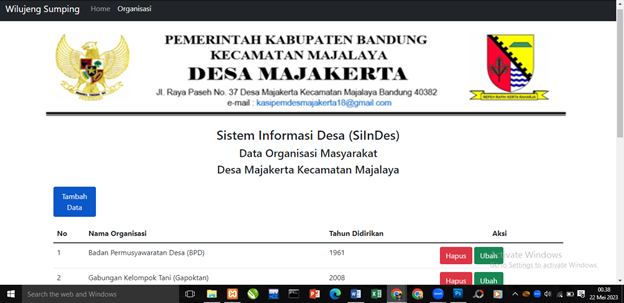 Wilujeng Sumping Home Organisasi
PEMERINTAH KABUPATEN BANDUNG
KECAMATAN MAJALAYA
DESA MAJAKERTA
Jl. Raya Paseh No. 37 Desa Majakerta Kecamatan Majalaya Bandung 40382
e-mail : kasipemdesmajakerta18@gmail.com
Sistem Informasi Desa (SiInDes)
Data Organisasi Masyarakat
Desa Majakerta Kecamatan Majalaya
Tambah
Data
No Nama Organisasi Tahun Didirikan Aksi
1 Badan Permusyawaratan Desa (BPD) 1961 Hapus Ubah
2 Gabungan Kelompok Tani (Gapoktan) 2008 Hapus Ubah
Activate Windows
Go to Settings to activate Windows.
Search the web and Windows
00.38
22 Mei 2023